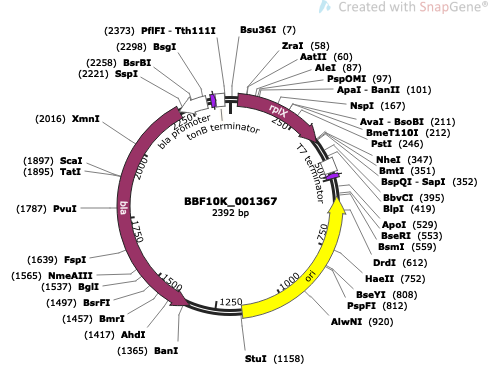 Created with SnapGene®
(2373) PflFI - Tth111I
Bsu36I (7)
(2298) BsgI
ZraI (58)
(2258) BsrBI
AatII (60)
(2221) SspI
AleI (87)
PspOMI (97)
ApaI - BanII (101)
NspI (167)
(2016) XmnI
AvaI - BsoBI (211)
BmeT110I (212)
PstI (246)
(1897) ScaI
NheI (347)
(1895) TatI
BmtI (351)
BspQI - SapI (352)
BbvCI (395)
(1787) PvuI
BlpI (419)
ApoI (529)
BseRI (553)
BsmI (559)
(1639) FspI
DrdI (612)
(1565) NmeAIII
HaeII (752)
(1537) BglI
BseYI (808)
(1497) BsrFI
PspFI (812)
(1457) BmrI
AlwNI (920)
(1417) AhdI
(1365) BanI
StuI (1158)
BBF10K_001367
2392 bp
bla promoter
tonB terminator
rplX
T7 terminator
bla
ori
250
500
750
1000
1250
1500
1750
2000
2250